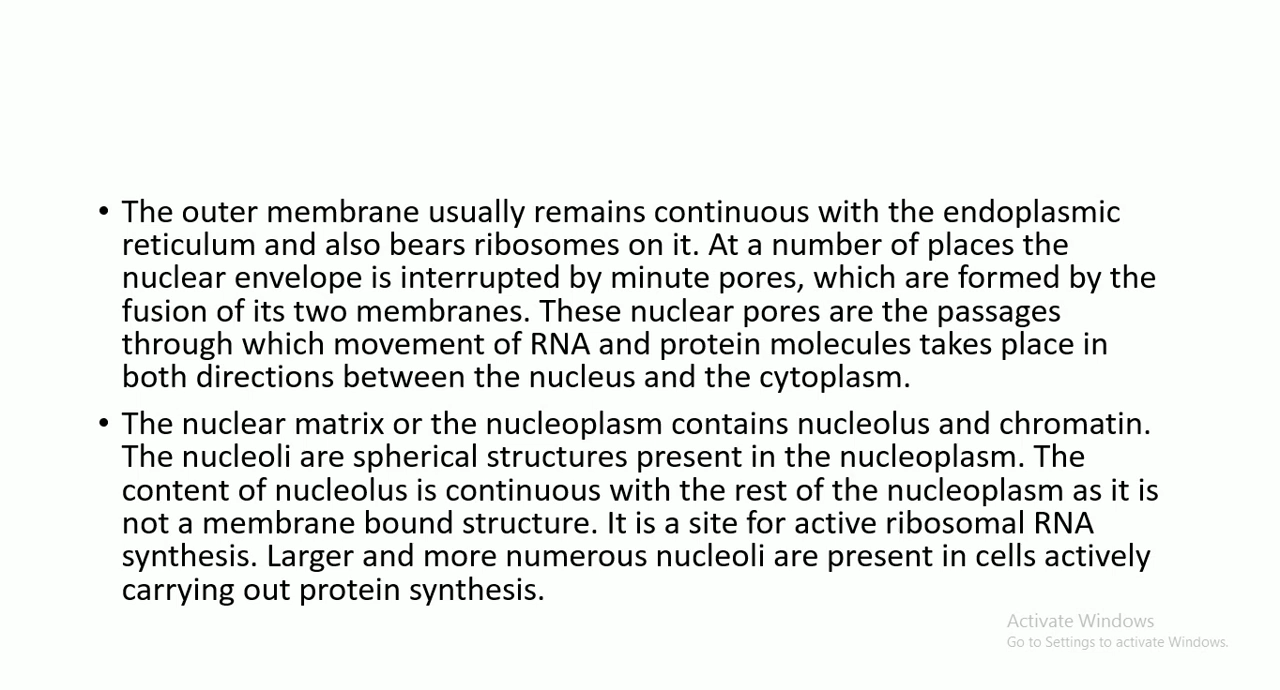 • The outer membrane usually remains continuous with the endoplasmic
reticulum and also bears ribosomes on it. At a number of places the
nuclear envelope is interrupted by minute pores, which are formed by the
fusion of its two membranes. These nuclear pores are the passages
through which movement of RNA and protein molecules takes place in
both directions between the nucleus and the cytoplasm.
• The nuclear matrix or the nucleoplasm contains nucleolus and chromatin.
The nucleoli are spherical structures present in the nucleoplasm. The
content of nucleolus is continuous with the rest of the nucleoplasm as it is
not a membrane bound structure. It is a site for active ribosomal RNA
synthesis. Larger and more numerous nucleoli are present in cells actively
carrying out protein synthesis.
Activate Windows
Go to Settings to activate Windows.